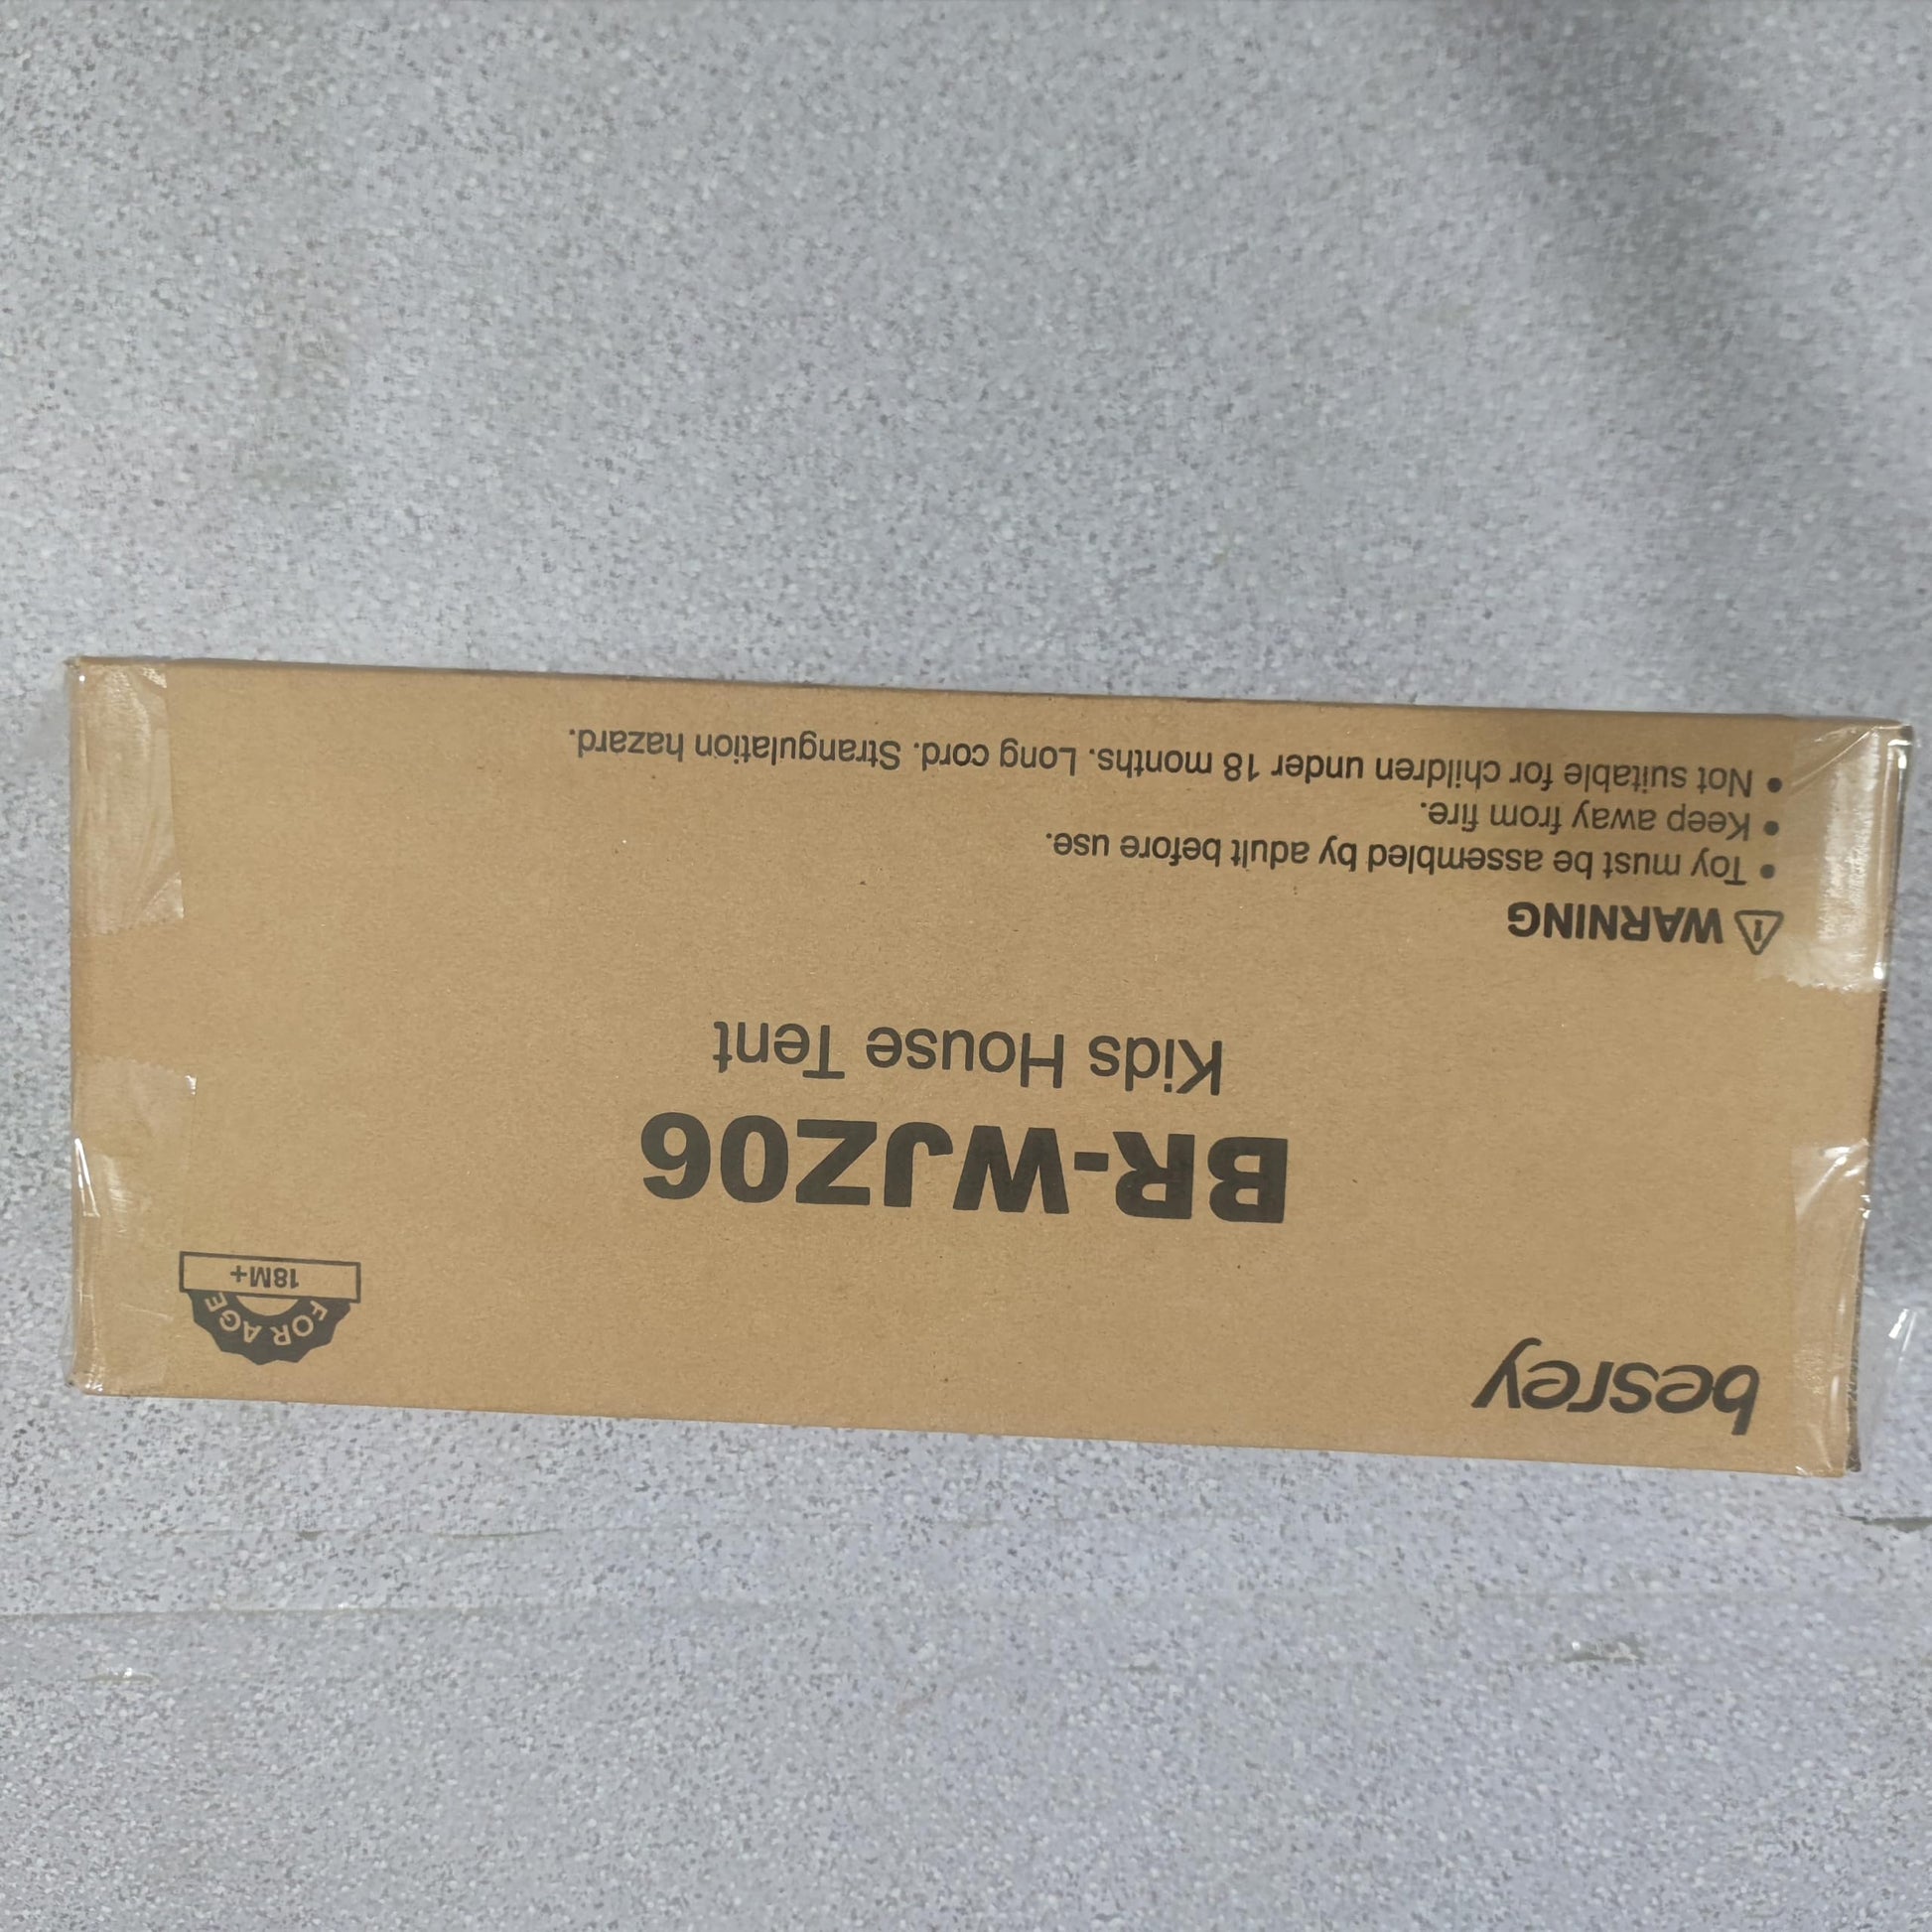 besrey
FOR AGE
18M+
BR-WJZ06
Kids House Tent
WARNING
• Toy must be assembled by adult before use.
• Keep away from fire.
• Not suitable for children under 18 months. Long cord. Strangulation hazard.